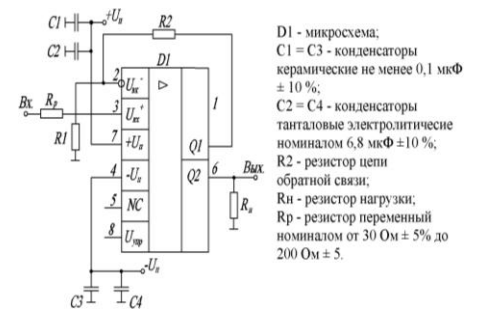 C1
+Uп
R2
C2
D1
2
Uвх⁻
Вх.
Rр
3
Uвх⁺
1
R1
7
+Uп
Q1
4
-Uп
Q2
6
Вых.
5
NC
Rн
8
Uупр
-Uп
C3
C4
D1 - микросхема;
C1 = C3 - конденсаторы
керамические не менее 0,1 мкФ
± 10 %;
C2 = C4 - конденсаторы
танталовые электролитичесие
номиналом 6,8 мкФ ±10 %;
R2 - резистор цепи
обратной связи;
Rн - резистор нагрузки;
Rр - резистор переменный
номиналом от 30 Ом ± 5% до
200 Ом ± 5.